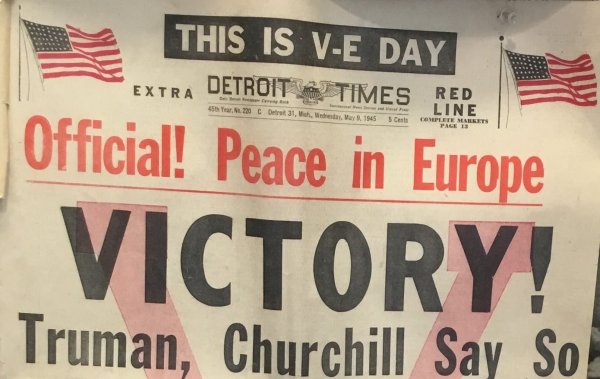 THIS IS V-E DAY
EXTRA DETROIT TIMES RED LINE
COMPLETE MARKETS
PAGE 13
45th Year, No. 220 C Detroit 31, Mich., Wednesday, May 9, 1945 5 Cents
Official! Peace in Europe
VICTORY!
Truman, Churchill Say So